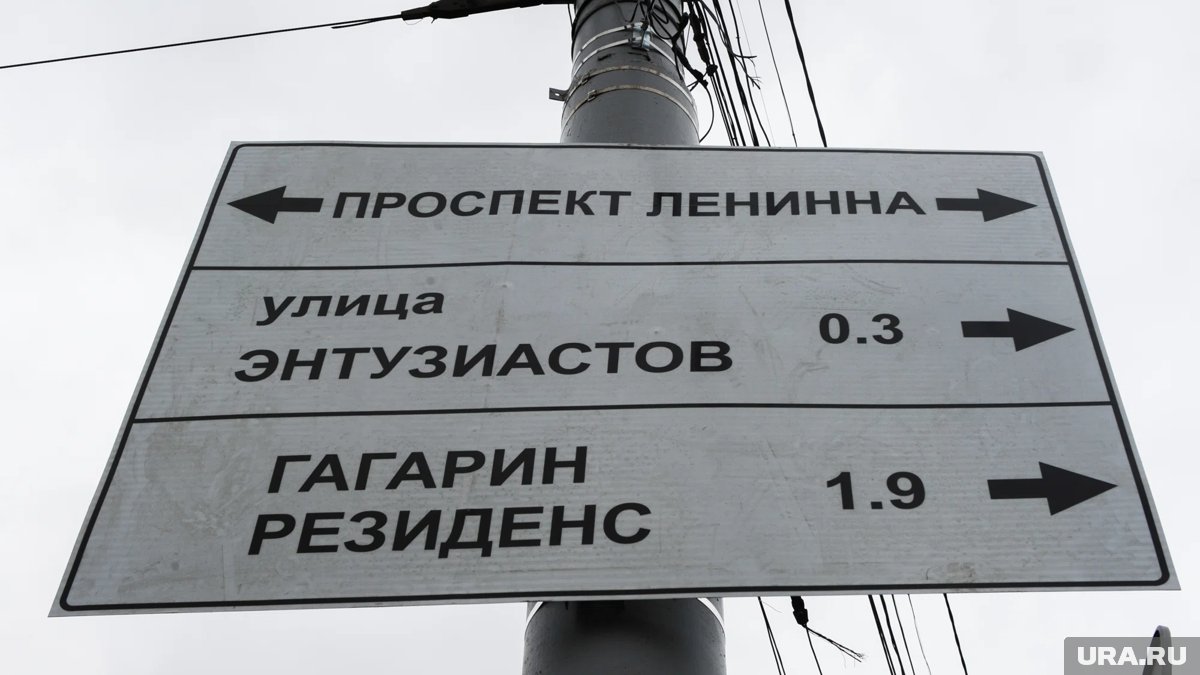 ПРОСПЕКТ ЛЕНИННА
улица
ЭНТУЗИАСТОВ 0.3
ГАГАРИН
РЕЗИДЕНС 1.9
URA.RU